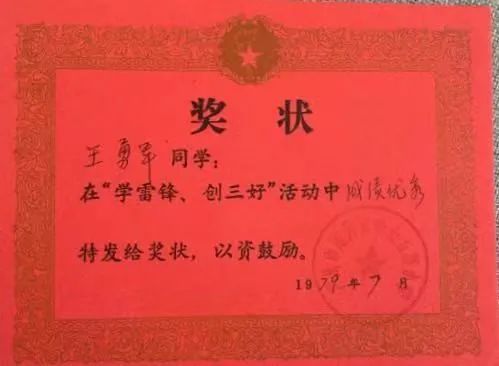 奖状
王勇军同学:
在“学雷锋、创三好”活动中成绩优秀
特发给奖状,以资鼓励。
1979年7月